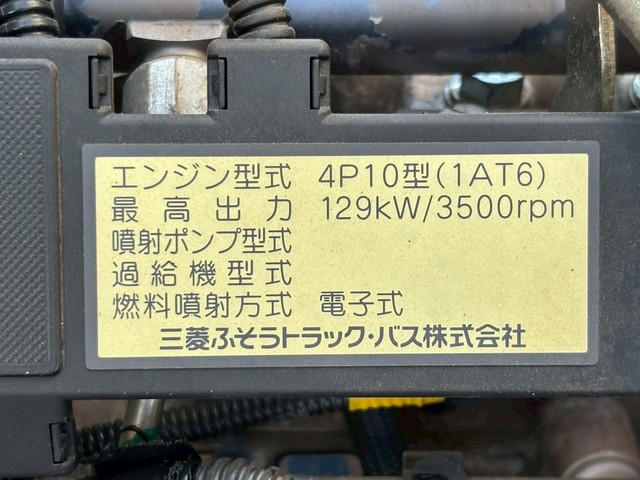 エンジン型式 4P10型(1AT6)
最高出力 129kW/3500rpm
噴射ポンプ型式
過給機型式
燃料噴射方式 電子式
三菱ふそうトラック・バス株式会社